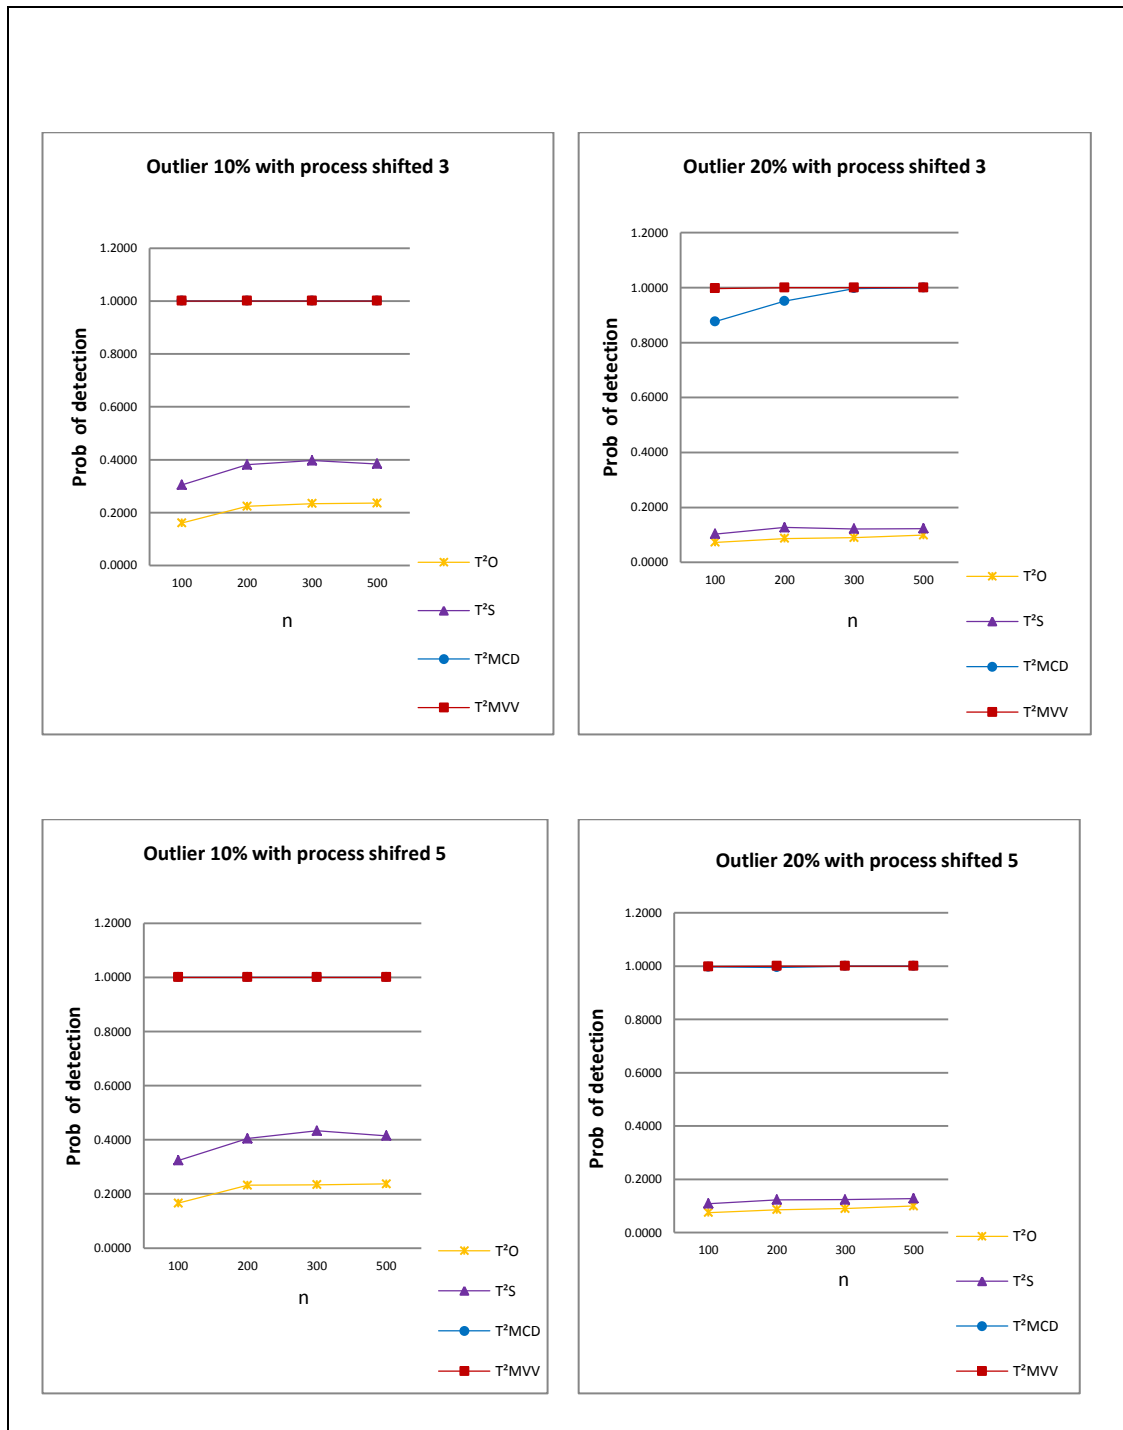 Outlier 10% with process shifted 3
1.2000
1.0000
0.8000
0.6000
0.4000
0.2000
0.0000
Prob of detection
100 200 300 500
n
T²O
T²S
T²MCD
T²MVV
Outlier 20% with process shifted 3
1.2000
1.0000
0.8000
0.6000
0.4000
0.2000
0.0000
Prob of detection
100 200 300 500
n
T²O
T²S
T²MCD
T²MVV
Outlier 10% with process shifred 5
1.2000
1.0000
0.8000
0.6000
0.4000
0.2000
0.0000
Prob of detection
100 200 300 500
n
T²O
T²S
T²MCD
T²MVV
Outlier 20% with process shifted 5
1.2000
1.0000
0.8000
0.6000
0.4000
0.2000
0.0000
Prob of detection
100 200 300 500
n
T²O
T²S
T²MCD
T²MVV